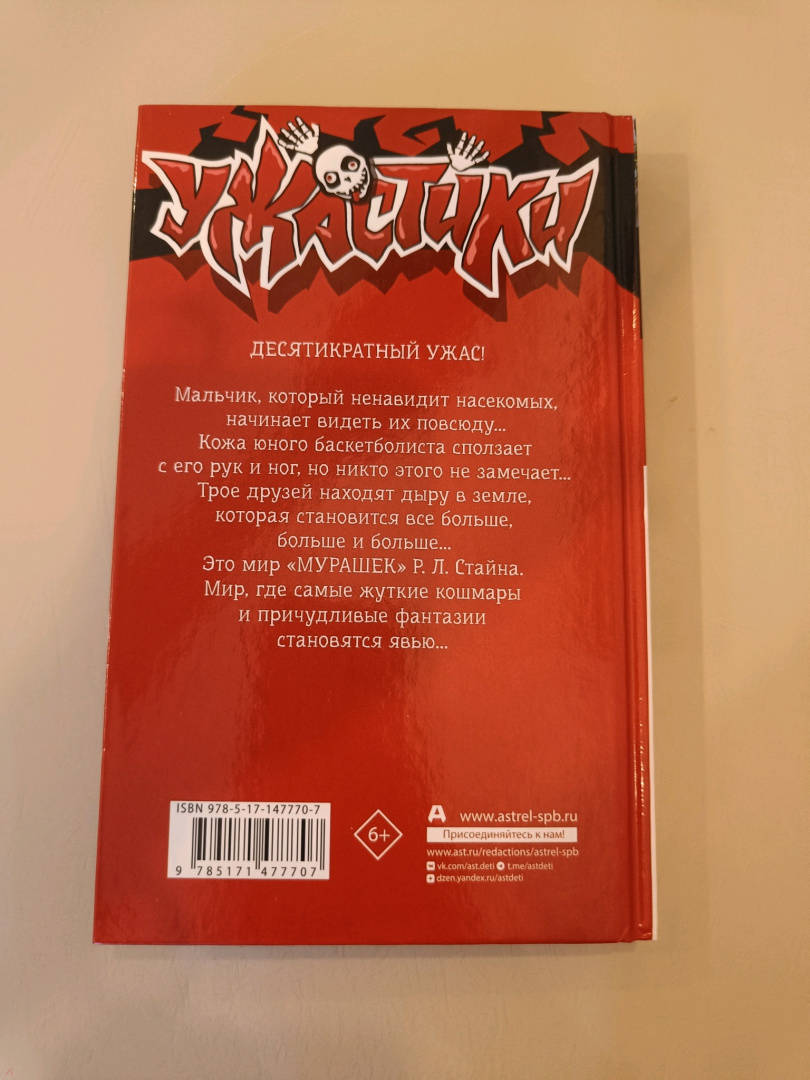 УЖАСТИКИ
ДЕСЯТИКРАТНЫЙ УЖАС!
Мальчик, который ненавидит насекомых,
начинает видеть их повсюду...
Кожа юного баскетболиста сползает
с его рук и ног, но никто этого не замечает...
Трое друзей находят дыру в земле,
которая становится все больше,
больше и больше...
Это мир «МУРАШЕК» Р. Л. Стайна.
Мир, где самые жуткие кошмары
и причудливые фантазии
становятся явью...
ISBN 978-5-17-147770-7
9 785171 477707
6+
www.astrel-spb.ru
Присоединяйтесь к нам!
www.ast.ru/redactions/astrel-spb
vk.com/ast.deti t.me/astdeti
dzen.yandex.ru/astdeti